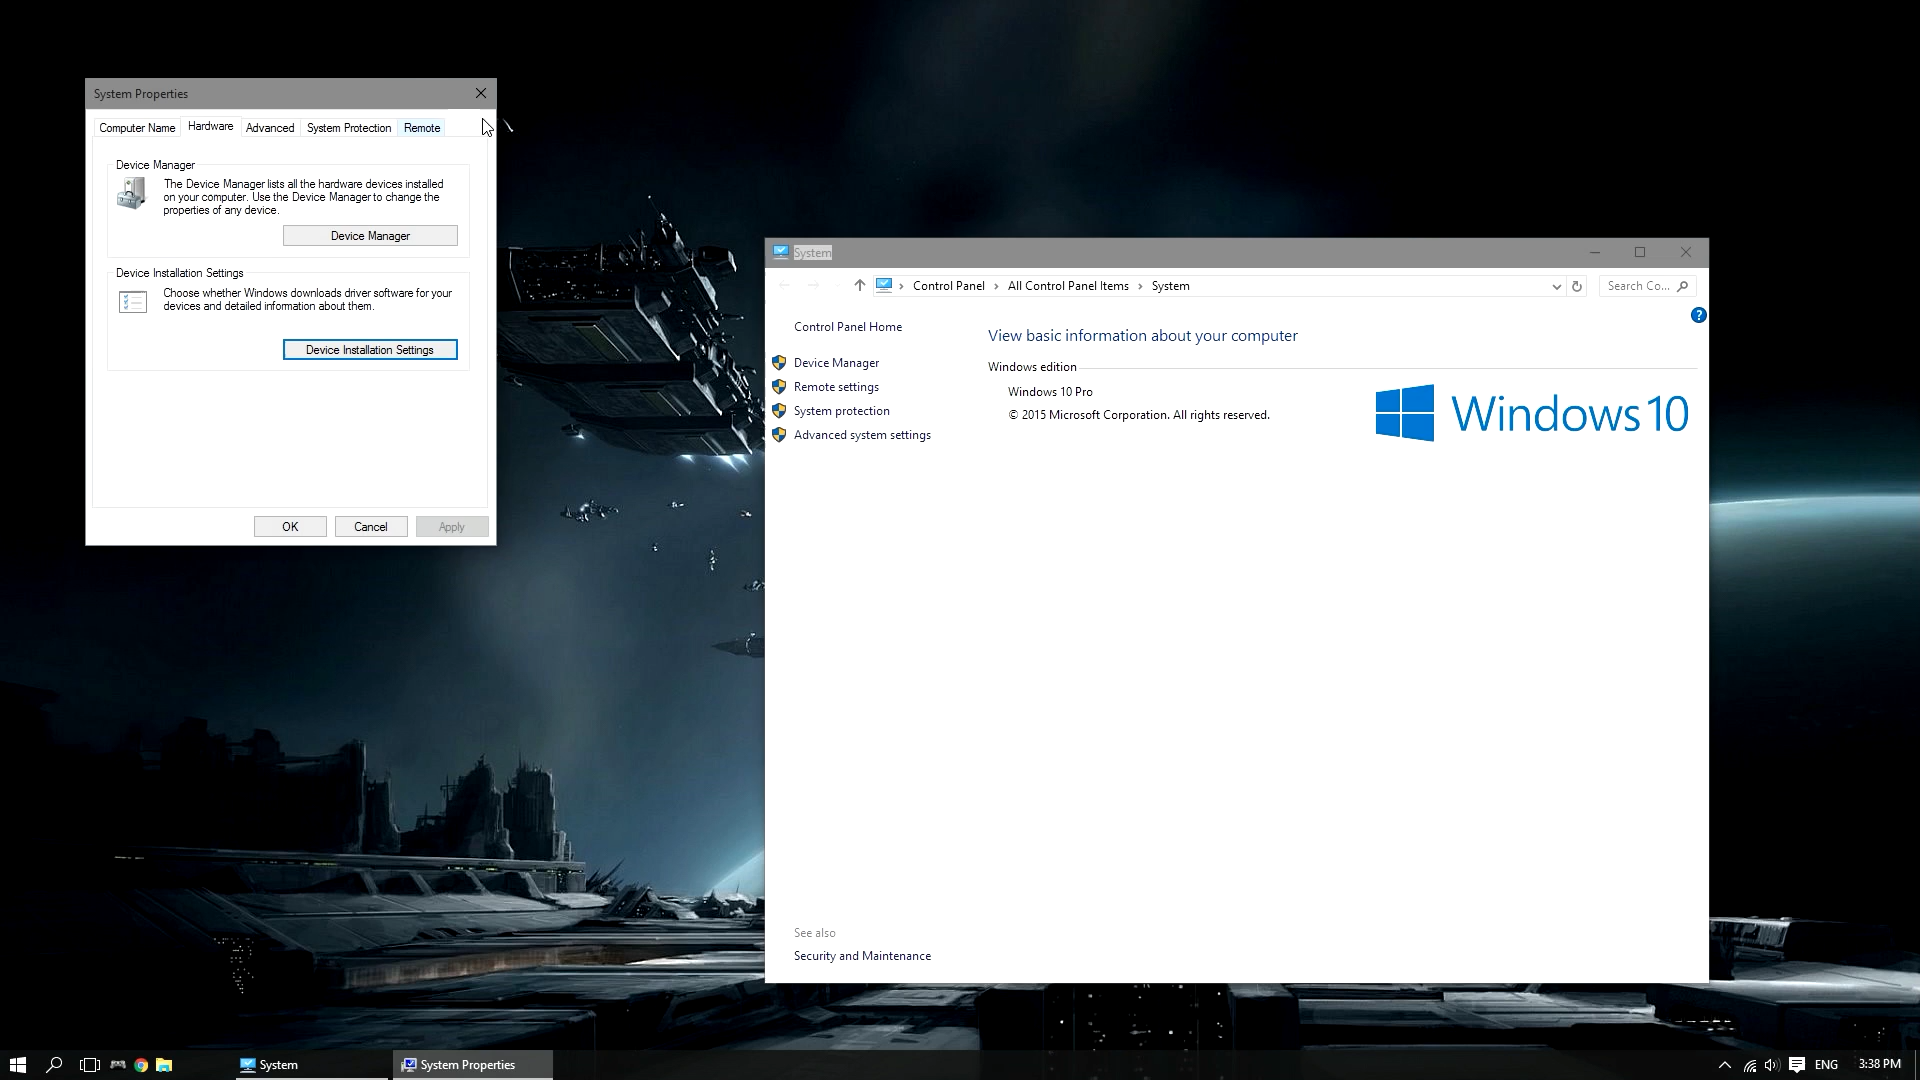 System Properties
Computer Name
Hardware
Advanced
System Protection
Remote
Device Manager
The Device Manager lists all the hardware devices installed
on your computer. Use the Device Manager to change the
properties of any device.
Device Manager
Device Installation Settings
Choose whether Windows downloads driver software for your
devices and detailed information about them.
Device Installation Settings
OK
Cancel
Apply
System
Control Panel
All Control Panel Items
System
Search Co...
Control Panel Home
Device Manager
Remote settings
System protection
Advanced system settings
View basic information about your computer
Windows edition
Windows 10 Pro
© 2015 Microsoft Corporation. All rights reserved.
Windows 10
?
See also
Security and Maintenance
System
System Properties
ENG
3:38 PM